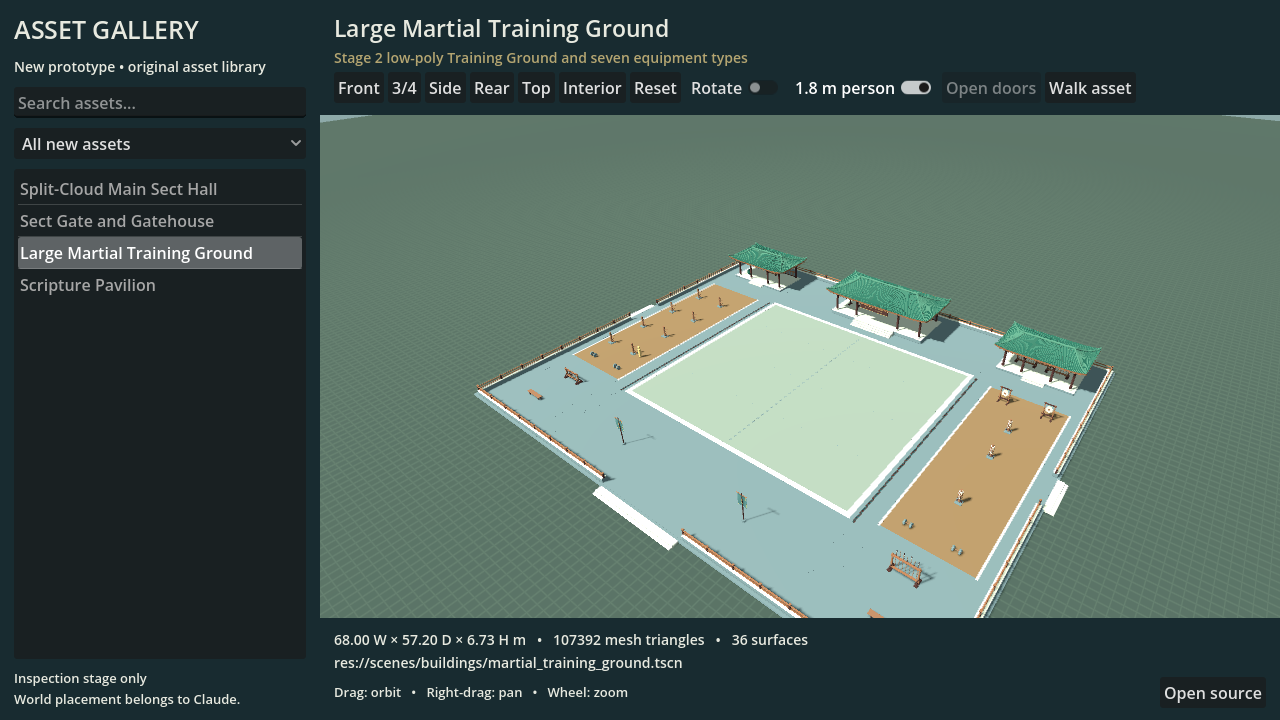 ASSET GALLERY
New prototype • original asset library
Search assets...
All new assets
Split-Cloud Main Sect Hall
Sect Gate and Gatehouse
Large Martial Training Ground
Scripture Pavilion
Inspection stage only
World placement belongs to Claude.
Large Martial Training Ground
Stage 2 low-poly Training Ground and seven equipment types
Front 3/4 Side Rear Top Interior Reset Rotate 1.8 m person Open doors Walk asset
68.00 W × 57.20 D × 6.73 H m • 107392 mesh triangles • 36 surfaces
res://scenes/buildings/martial_training_ground.tscn
Drag: orbit • Right-drag: pan • Wheel: zoom
Open source